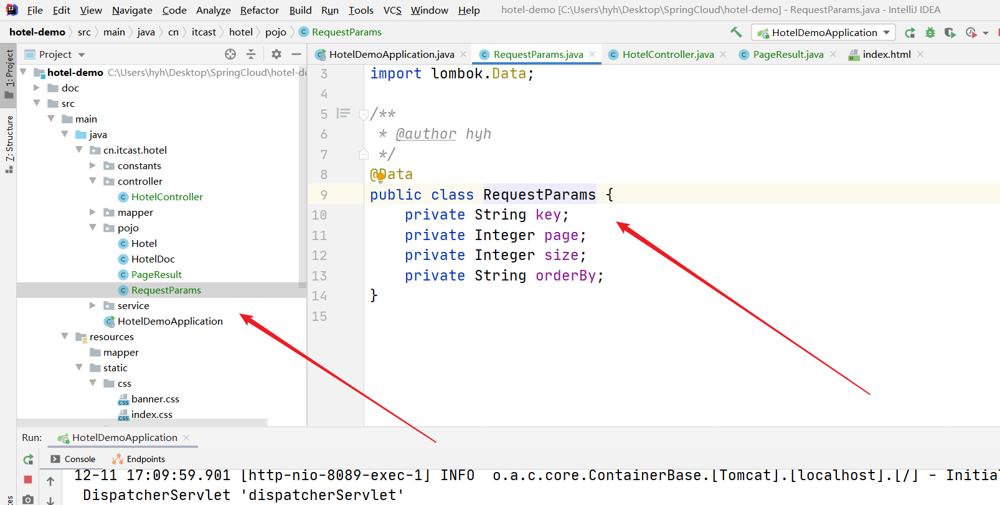 File Edit View Navigate Code Analyze Refactor Build Run Tools VCS Window Help hotel-demo [C:\Users\hyh\Desktop\SpringCloud\hotel-demo] - RequestParams.java - IntelliJ IDEA
hotel-demo src main java cn itcast hotel pojo RequestParams HotelDemoApplication
1: Project
7: Structure
Project
HotelDemoApplication.java RequestParams.java HotelController.java PageResult.java index.html
hotel-demo C:\Users\hyh\Desktop\SpringCloud\hotel-de
doc
src
main
java
cn.itcast.hotel
constants
controller
HotelController
mapper
pojo
Hotel
HotelDoc
PageResult
RequestParams
service
HotelDemoApplication
resources
mapper
static
css
banner.css
index.css
3 import lombok.Data;
4
5 /**
6 * @author hyh
7 */
8 @Data
9 public class RequestParams {
10 private String key;
11 private Integer page;
12 private Integer size;
13 private String orderBy;
14 }
15
Run: HotelDemoApplication
Console Endpoints
12-11 17:09:59.901 [http-nio-8089-exec-1] INFO o.a.c.core.ContainerBase.[Tomcat].[localhost].[/] - Initia
DispatcherServlet 'dispatcherServlet'